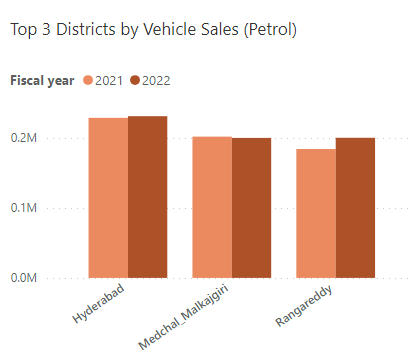 Top 3 Districts by Vehicle Sales (Petrol)
Fiscal year 2021 2022
0.2M
0.1M
0.0M
Hyderabad
Medchal_Malkajgiri
Rangareddy